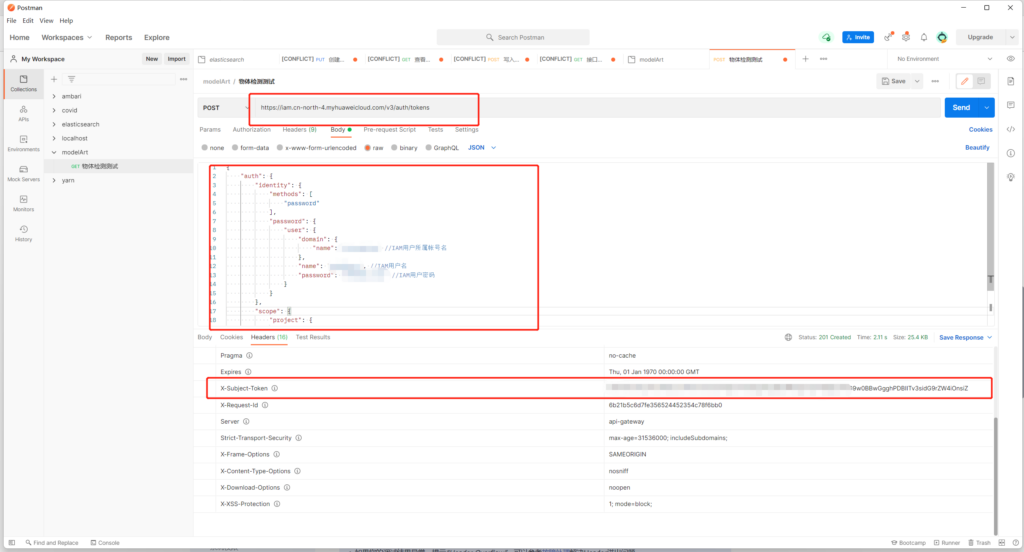 Postman
File Edit View Help
Home Workspaces Reports Explore
Search Postman
Invite
Upgrade
My Workspace
New Import
elasticsearch
[CONFLICT] PUT 创建...
[CONFLICT] GET 查看...
[CONFLICT] POST 写入...
[CONFLICT] GET 接口...
modelArt
POST 物体检测测试
No Environment
Collections
APIs
Environments
Mock Servers
Monitors
History
ambari
covid
elasticsearch
localhost
modelArt
GET 物体检测测试
yarn
modelArt / 物体检测测试
Save
POST
https://iam.cn-north-4.myhuaweicloud.com/v3/auth/tokens
Send
Params Authorization Headers (9) Body Pre-request Script Tests Settings
Cookies
none form-data x-www-form-urlencoded raw binary GraphQL JSON
Beautify
1 {
2 "auth": {
3 "identity": {
4 "methods": [
5 "password"
6 ],
7 "password": {
8 "user": {
9 "domain": {
10 "name": //IAM用户所属帐号名
11 },
12 "name": , //IAM用户名
13 "password": //IAM用户密码
14 }
15 }
16 },
17 "scope": {
18 "project": {
Body Cookies Headers (16) Test Results
Status: 201 Created Time: 2.11 s Size: 25.4 KB Save Response
Pragma no-cache
Expires Thu, 01 Jan 1970 00:00:00 GMT
X-Subject-Token
X-Request-Id 6b21b5c6d7fe356524452354c78f6bb0
Server api-gateway
Strict-Transport-Security max-age=31536000; includeSubdomains;
X-Frame-Options SAMEORIGIN
X-Content-Type-Options nosniff
X-Download-Options noopen
X-XSS-Protection 1; mode=block;
Find and Replace Console
Bootcamp Runner Trash